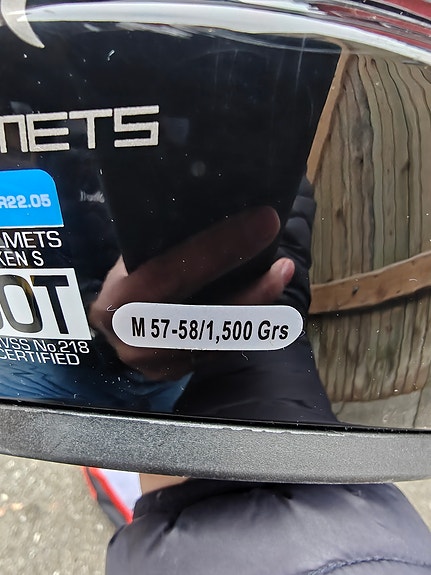 METS
R22.05
LMETS
KEN S
OT
VSS No.218
CERTIFIED
M 57-58/1,500 Grs